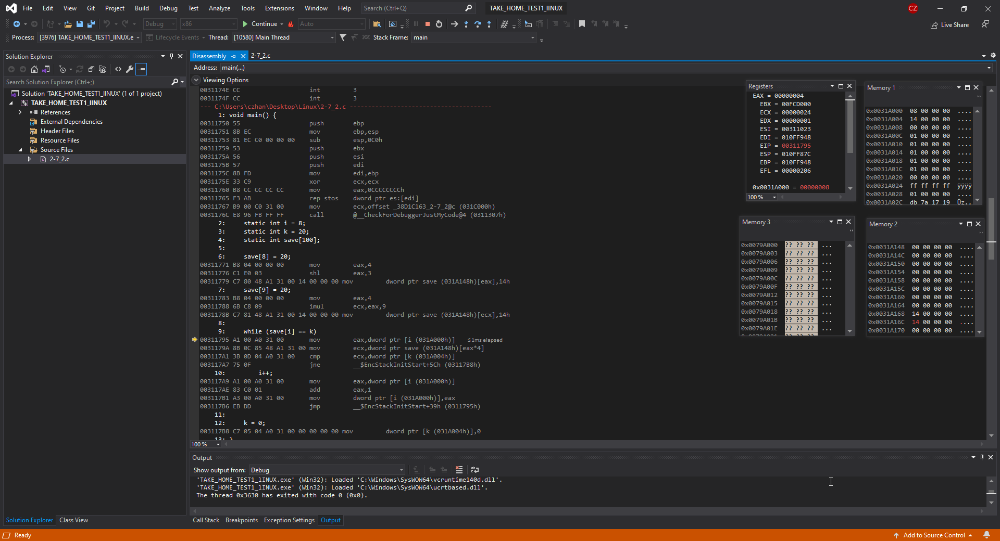 File Edit View Git Project Build Debug Test Analyze Tools Extensions Window Help Search (Ctrl+Q) TAKE_HOME_TEST1_lINUX CZ
Debug x86 Continue Auto Live Share
Process: [3976] TAKE_HOME_TEST1_lINUX.e Lifecycle Events Thread: [10580] Main Thread Stack Frame: main
Solution Explorer
Search Solution Explorer (Ctrl+;)
Solution 'TAKE_HOME_TEST1_lINUX' (1 of 1 project)
TAKE_HOME_TEST1_lINUX
References
External Dependencies
Header Files
Resource Files
Source Files
2-7_2.c
Solution Explorer Class View
Disassembly 2-7_2.c
Address: main(...)
Viewing Options
0031174E CC int 3
0031174F CC int 3
--- C:\Users\czhan\Desktop\Linux\2-7_2.c ---------------------------------------
1: void main() {
00311750 55 push ebp
00311751 8B EC mov ebp,esp
00311753 81 EC C0 00 00 00 sub esp,0C0h
00311759 53 push ebx
0031175A 56 push esi
0031175B 57 push edi
0031175C 8B FD mov edi,ebp
0031175E 33 C9 xor ecx,ecx
00311760 B8 CC CC CC CC mov eax,0CCCCCCCCh
00311765 F3 AB rep stos dword ptr es:[edi]
00311767 B9 00 C0 31 00 mov ecx,offset _38D1C163_2-7_2@c (031C000h)
0031176C E8 96 FB FF FF call @__CheckForDebuggerJustMyCode@4 (0311307h)
2: static int i = 8;
3: static int k = 20;
4: static int save[100];
5:
6: save[8] = 20;
00311771 B8 04 00 00 00 mov eax,4
00311776 C1 E0 03 shl eax,3
00311779 C7 80 48 A1 31 00 14 00 00 00 mov dword ptr save (031A148h)[eax],14h
7: save[9] = 20;
00311783 B8 04 00 00 00 mov eax,4
00311788 6B C8 09 imul ecx,eax,9
0031178B C7 81 48 A1 31 00 14 00 00 00 mov dword ptr save (031A148h)[ecx],14h
8:
9: while (save[i] == k)
00311795 A1 00 A0 31 00 mov eax,dword ptr [i (031A000h)] ≤1ms elapsed
0031179A 8B 0C 85 48 A1 31 00 mov ecx,dword ptr save (031A148h)[eax*4]
003117A1 3B 0D 04 A0 31 00 cmp ecx,dword ptr [k (031A004h)]
003117A7 75 0F jne __$EncStackInitStart+5Ch (03117B8h)
10: i++;
003117A9 A1 00 A0 31 00 mov eax,dword ptr [i (031A000h)]
003117AE 83 C0 01 add eax,1
003117B1 A3 00 A0 31 00 mov dword ptr [i (031A000h)],eax
003117B6 EB DD jmp __$EncStackInitStart+39h (0311795h)
11:
12: k = 0;
003117B8 C7 05 04 A0 31 00 00 00 00 00 mov dword ptr [k (031A004h)],0
13: }
100 %
Registers
EAX = 00000004
EBX = 00FCD000
ECX = 00000024
EDX = 00000001
ESI = 00311023
EDI = 010FF948
EIP = 00311795
ESP = 010FF87C
EBP = 010FF948
EFL = 00000206
0x0031A000 = 00000008
100 %
Memory 1
0x0031A000 08 00 00 00 ....
0x0031A004 14 00 00 00 ....
0x0031A008 00 00 00 00 ....
0x0031A00C 01 00 00 00 ....
0x0031A010 01 00 00 00 ....
0x0031A014 01 00 00 00 ....
0x0031A018 01 00 00 00 ....
0x0031A01C 01 00 00 00 ....
0x0031A020 00 00 00 00 ....
0x0031A024 ff ff ff ff ÿÿÿÿ
0x0031A028 01 00 00 00 ....
0x0031A02C db 7a 17 19 Ûz..
Memory 3
0x0079A000 ?? ?? ?? ...
0x0079A003 ?? ?? ?? ...
0x0079A006 ?? ?? ?? ...
0x0079A009 ?? ?? ?? ...
0x0079A00C ?? ?? ?? ...
0x0079A00F ?? ?? ?? ...
0x0079A012 ?? ?? ?? ...
0x0079A015 ?? ?? ?? ...
0x0079A018 ?? ?? ?? ...
0x0079A01B ?? ?? ?? ...
0x0079A01E ?? ?? ?? ...
Memory 2
0x0031A148 00 00 00 00 ....
0x0031A14C 00 00 00 00 ....
0x0031A150 00 00 00 00 ....
0x0031A154 00 00 00 00 ....
0x0031A158 00 00 00 00 ....
0x0031A15C 00 00 00 00 ....
0x0031A160 00 00 00 00 ....
0x0031A164 00 00 00 00 ....
0x0031A168 14 00 00 00 ....
0x0031A16C 14 00 00 00 ....
0x0031A170 00 00 00 00 ....
Output
Show output from: Debug
'TAKE_HOME_TEST1_lINUX.exe' (Win32): Loaded 'C:\Windows\SysWOW64\vcruntime140d.dll'.
'TAKE_HOME_TEST1_lINUX.exe' (Win32): Loaded 'C:\Windows\SysWOW64\ucrtbased.dll'.
The thread 0x3630 has exited with code 0 (0x0).
Call Stack Breakpoints Exception Settings Output
Ready Add to Source Control